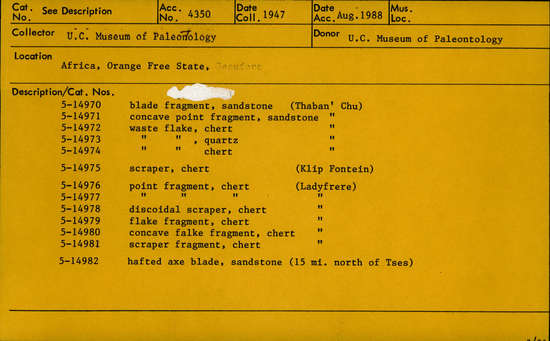 Cat. No. See Description Acc. No. 4350 Date Coll. 1947 Date Acc. Aug. 1988 Mus. Loc.
Collector U.C. Museum of Paleontology Donor U.C. Museum of Paleontology
Location
Africa, Orange Free State,
Description/Cat. Nos.
5-14970 blade fragment, sandstone (Thaban' Chu)
5-14971 concave point fragment, sandstone "
5-14972 waste flake, chert "
5-14973 " " , quartz "
5-14974 " " chert "
5-14975 scraper, chert (Klip Fontein)
5-14976 point fragment, chert (Ladyfrere)
5-14977 " " " "
5-14978 discoidal scraper, chert "
5-14979 flake fragment, chert "
5-14980 concave falke fragment, chert "
5-14981 scraper fragment, chert "
5-14982 hafted axe blade, sandstone (15 mi. north of Tses)